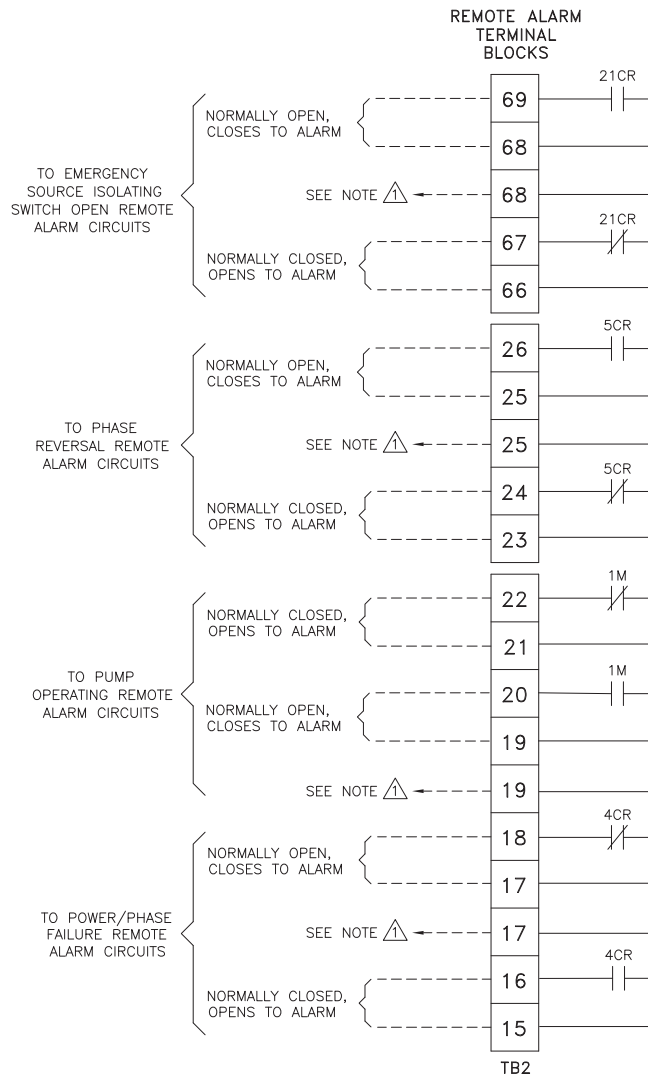 REMOTE ALARM
TERMINAL
BLOCKS
TO EMERGENCY
SOURCE ISOLATING
SWITCH OPEN REMOTE
ALARM CIRCUITS
NORMALLY OPEN,
CLOSES TO ALARM
69
21CR
68
SEE NOTE 1
68
NORMALLY CLOSED,
OPENS TO ALARM
67
21CR
66
TO PHASE
REVERSAL REMOTE
ALARM CIRCUITS
NORMALLY OPEN,
CLOSES TO ALARM
26
5CR
25
SEE NOTE 1
25
NORMALLY CLOSED,
OPENS TO ALARM
24
5CR
23
TO PUMP
OPERATING REMOTE
ALARM CIRCUITS
NORMALLY CLOSED,
OPENS TO ALARM
22
1M
21
NORMALLY OPEN,
CLOSES TO ALARM
20
1M
19
SEE NOTE 1
19
TO POWER/PHASE
FAILURE REMOTE
ALARM CIRCUITS
NORMALLY OPEN,
CLOSES TO ALARM
18
4CR
17
SEE NOTE 1
17
NORMALLY CLOSED,
OPENS TO ALARM
16
4CR
15
TB2